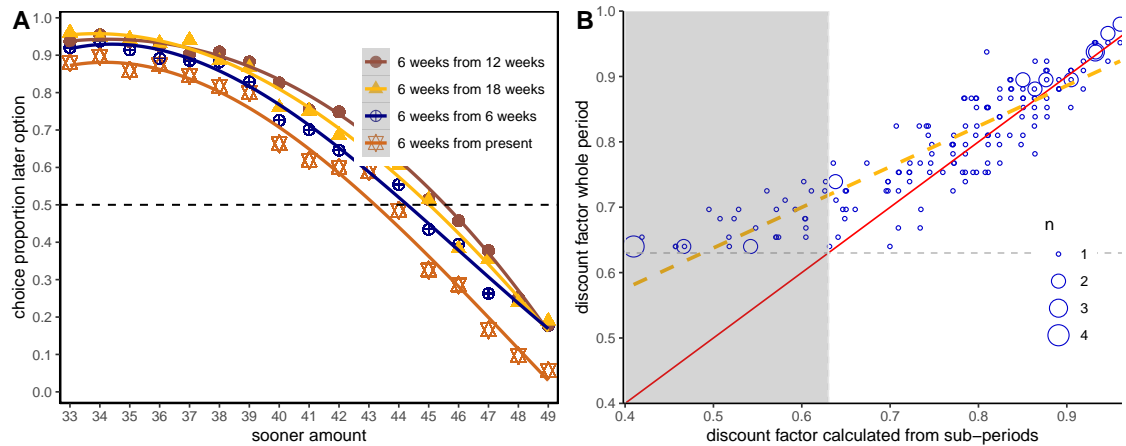 A
choice proportion later option
1.0
0.9
0.8
0.7
0.6
0.5
0.4
0.3
0.2
0.1
0.0
6 weeks from 12 weeks
6 weeks from 18 weeks
6 weeks from 6 weeks
6 weeks from present
33 34 35 36 37 38 39 40 41 42 43 44 45 46 47 48 49
sooner amount
B
discount factor whole period
1.0
0.9
0.8
0.7
0.6
0.5
0.4
n
1
2
3
4
0.4 0.5 0.6 0.7 0.8 0.9
discount factor calculated from sub−periods